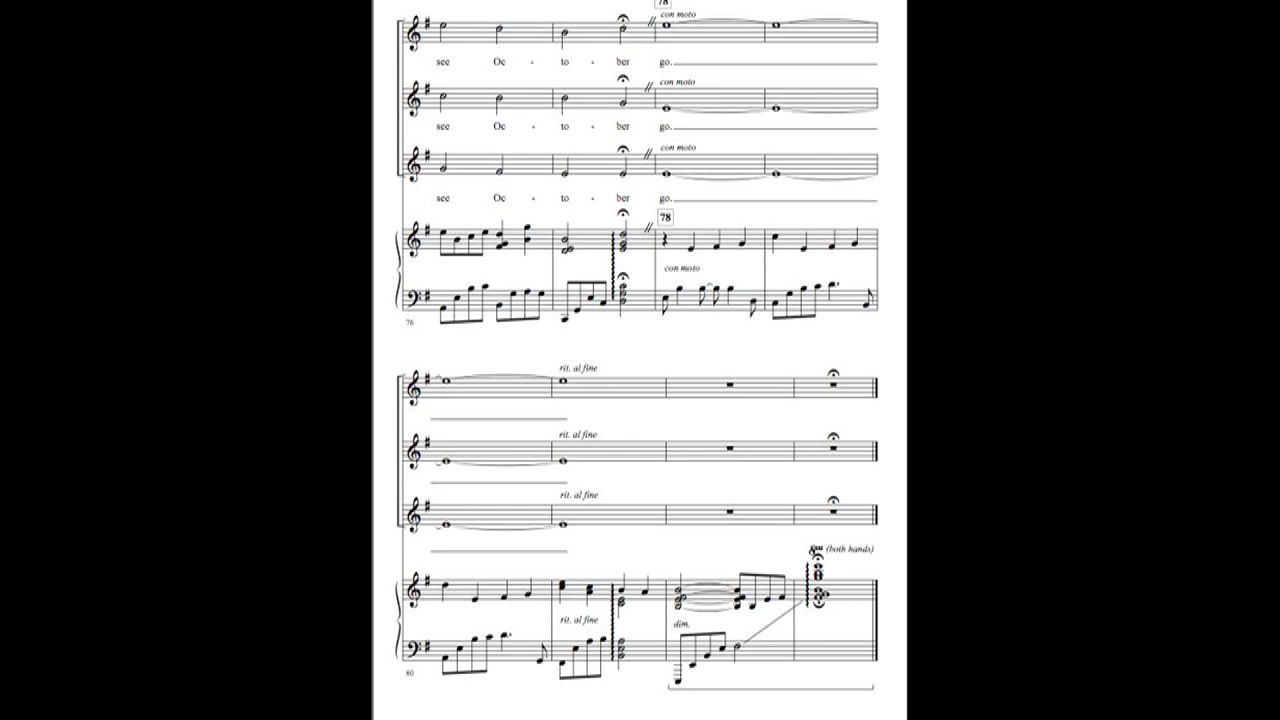 78
con moto
see Oc - to - ber go.
con moto
see Oc - to - ber go.
con moto
see Oc - to - ber go.
78
con moto
76
rit. al fine
rit. al fine
rit. al fine
8va (both hands)
rit. al fine
dim.
80